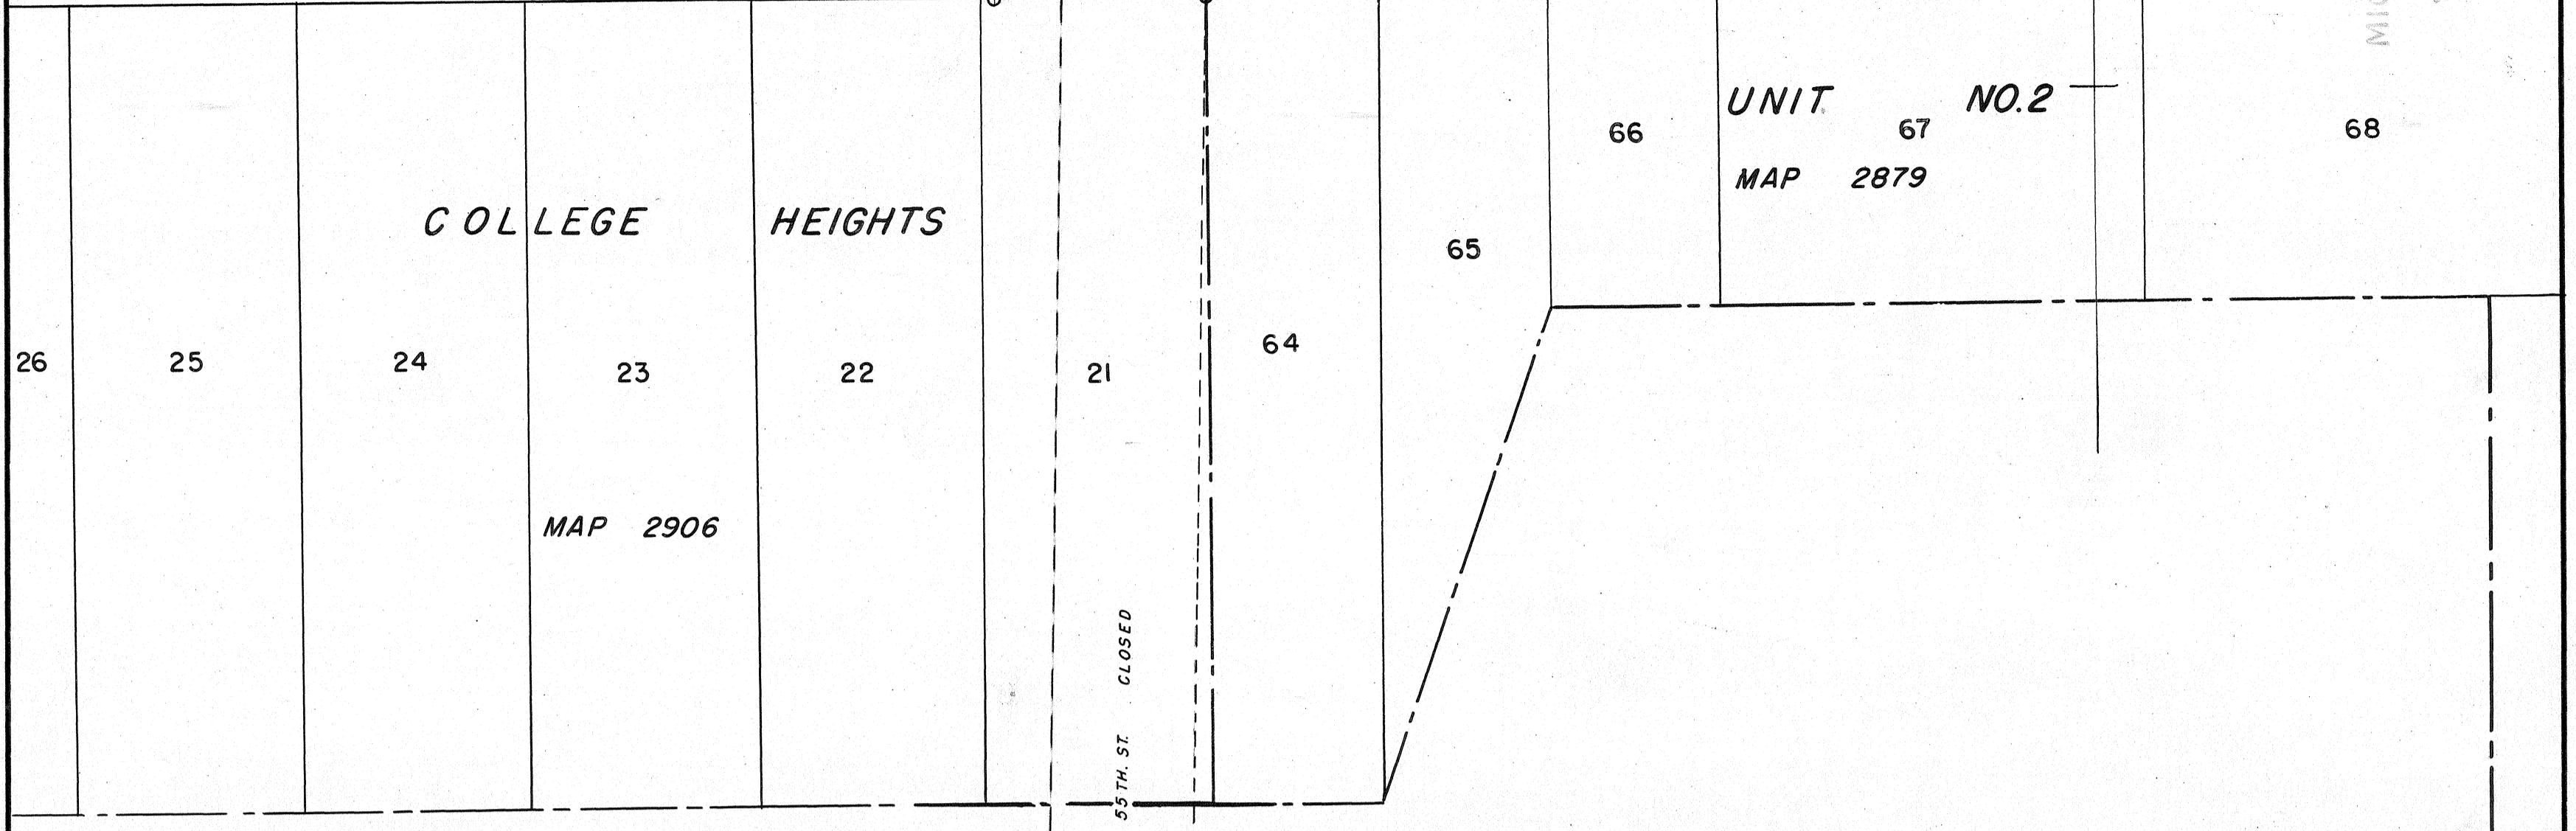 UNIT NO.2
66 67 68
MAP 2879
COLLEGE HEIGHTS
65
64
26 25 24 23 22 21
MAP 2906
55TH. ST. CLOSED